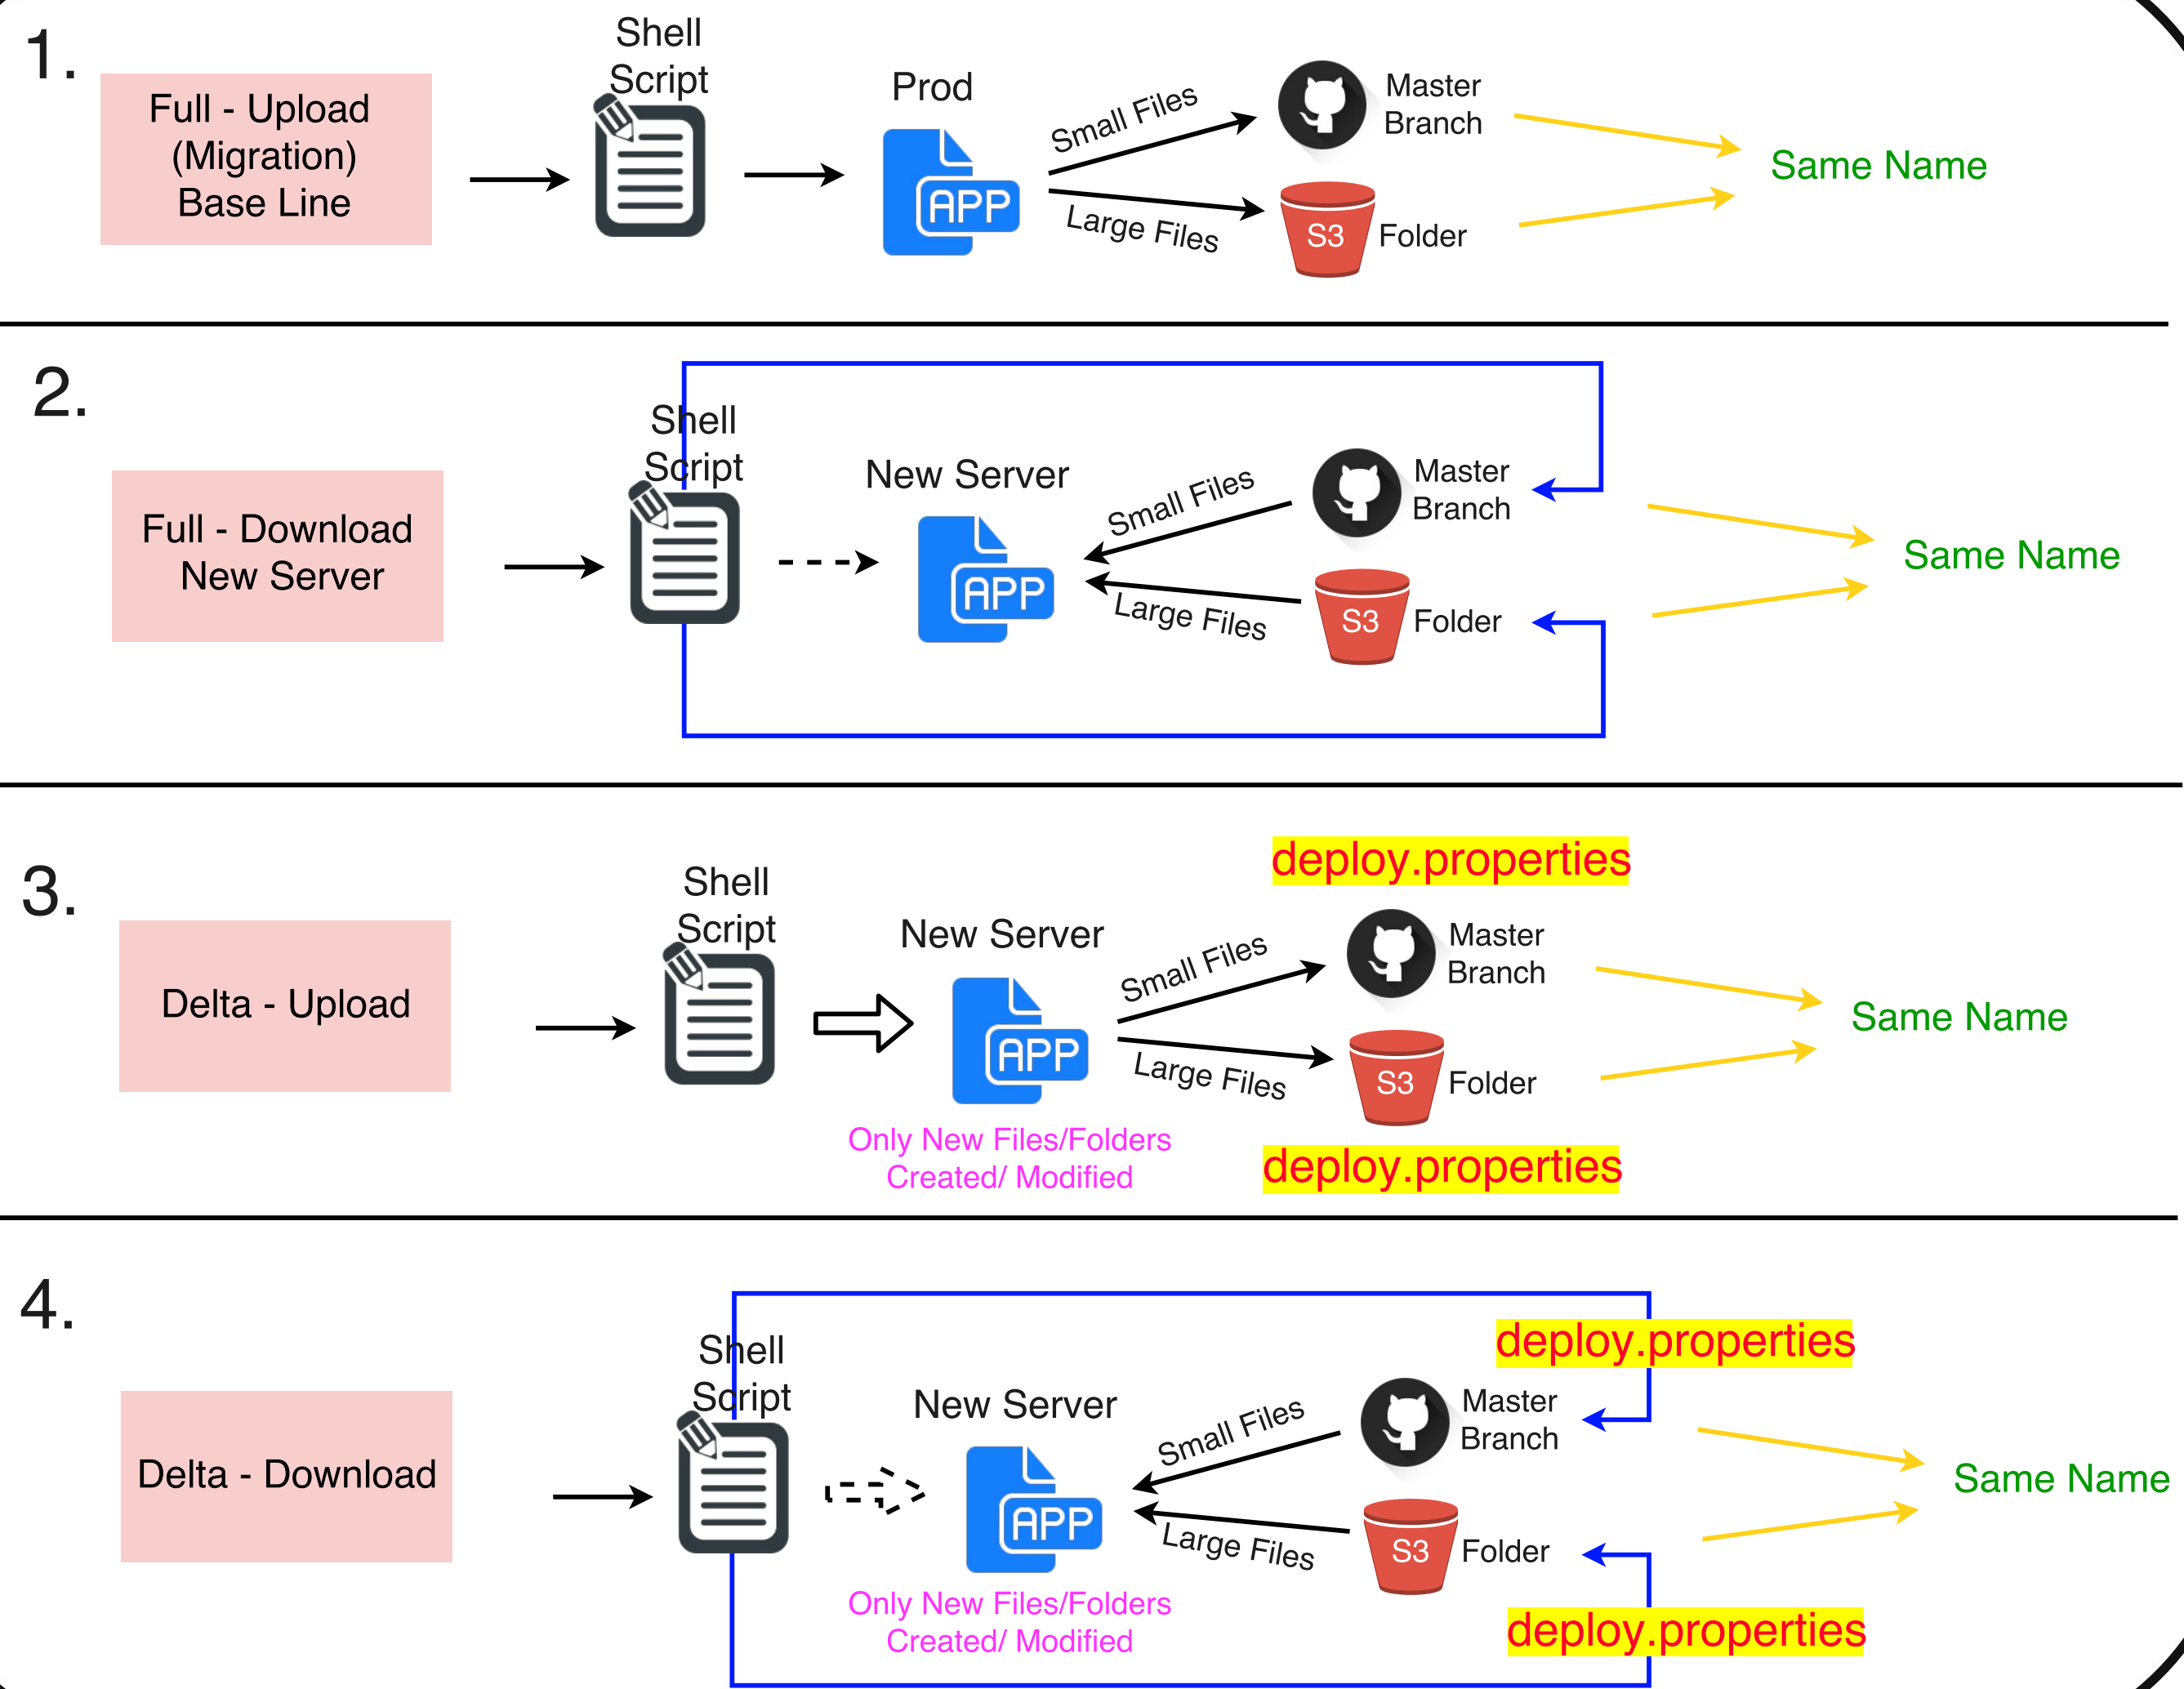 1.
Full - Upload
(Migration)
Base Line
Shell
Script
Prod
APP
Small Files
Large Files
Master
Branch
S3
Folder
Same Name
2.
Full - Download
New Server
Shell
Script
New Server
APP
Small Files
Large Files
Master
Branch
S3
Folder
Same Name
3.
Delta - Upload
Shell
Script
New Server
APP
Only New Files/Folders
Created/ Modified
Small Files
Large Files
deploy.properties
Master
Branch
S3
Folder
deploy.properties
Same Name
4.
Delta - Download
Shell
Script
New Server
APP
Only New Files/Folders
Created/ Modified
Small Files
Large Files
deploy.properties
Master
Branch
S3
Folder
deploy.properties
Same Name